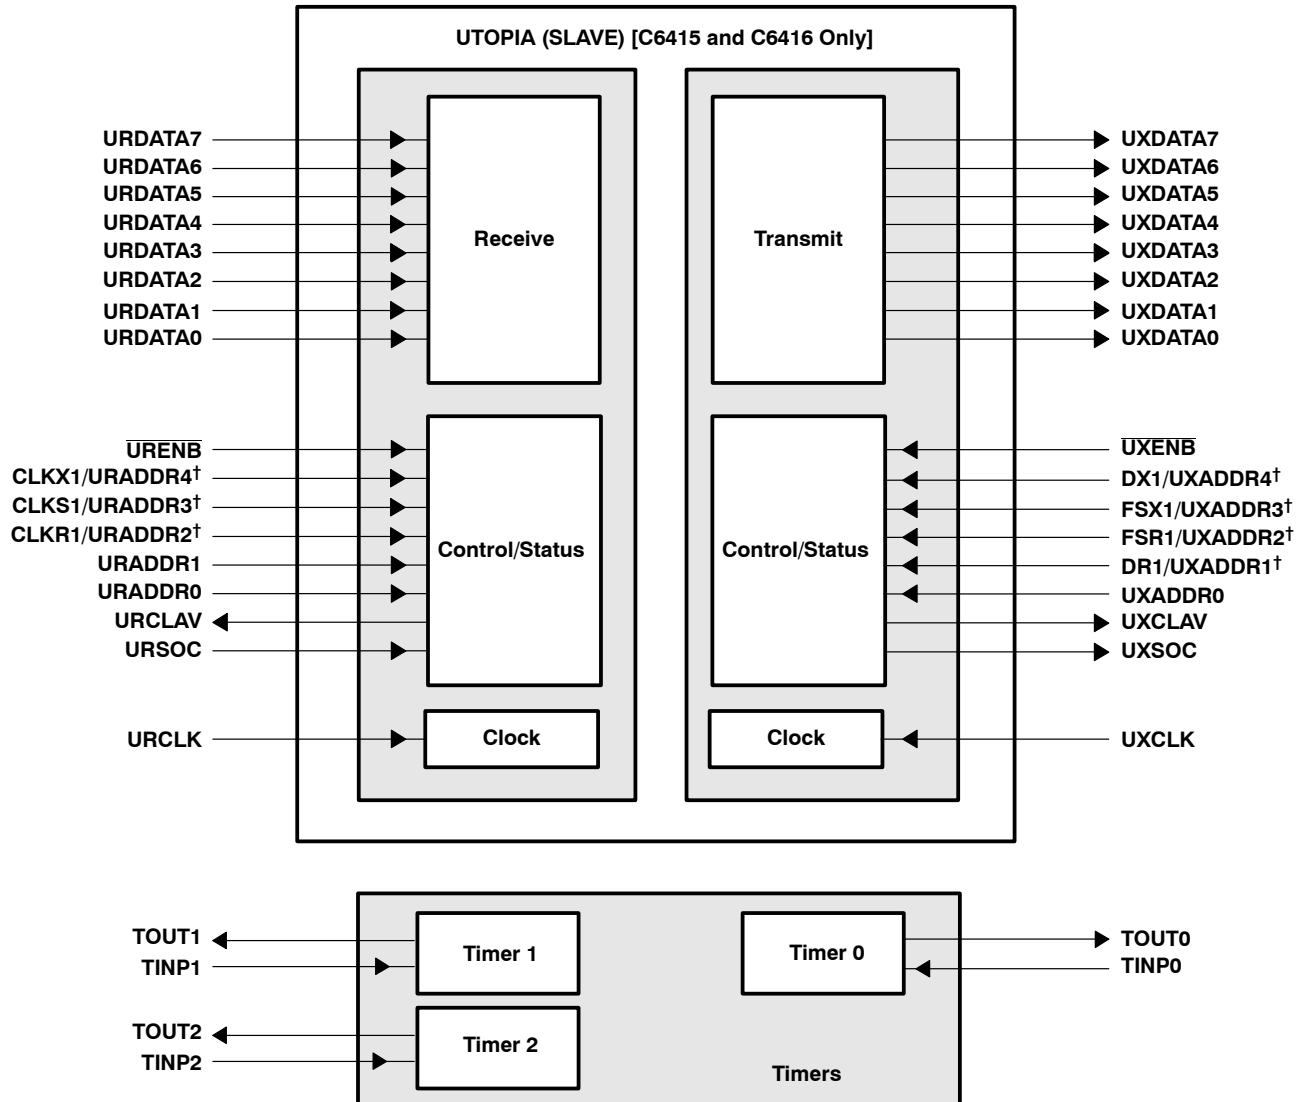 UTOPIA (SLAVE) [C6415 and C6416 Only]
URDATA7
URDATA6
URDATA5
URDATA4
URDATA3
URDATA2
URDATA1
URDATA0
Receive
Transmit
UXDATA7
UXDATA6
UXDATA5
UXDATA4
UXDATA3
UXDATA2
UXDATA1
UXDATA0
URENB
CLKX1/URADDR4†
CLKS1/URADDR3†
CLKR1/URADDR2†
URADDR1
URADDR0
URCLAV
URSOC
Control/Status
Control/Status
UXENB
DX1/UXADDR4†
FSX1/UXADDR3†
FSR1/UXADDR2†
DR1/UXADDR1†
UXADDR0
UXCLAV
UXSOC
URCLK
Clock
Clock
UXCLK
TOUT1
TINP1
Timer 1
Timer 0
TOUT0
TINP0
TOUT2
TINP2
Timer 2
Timers